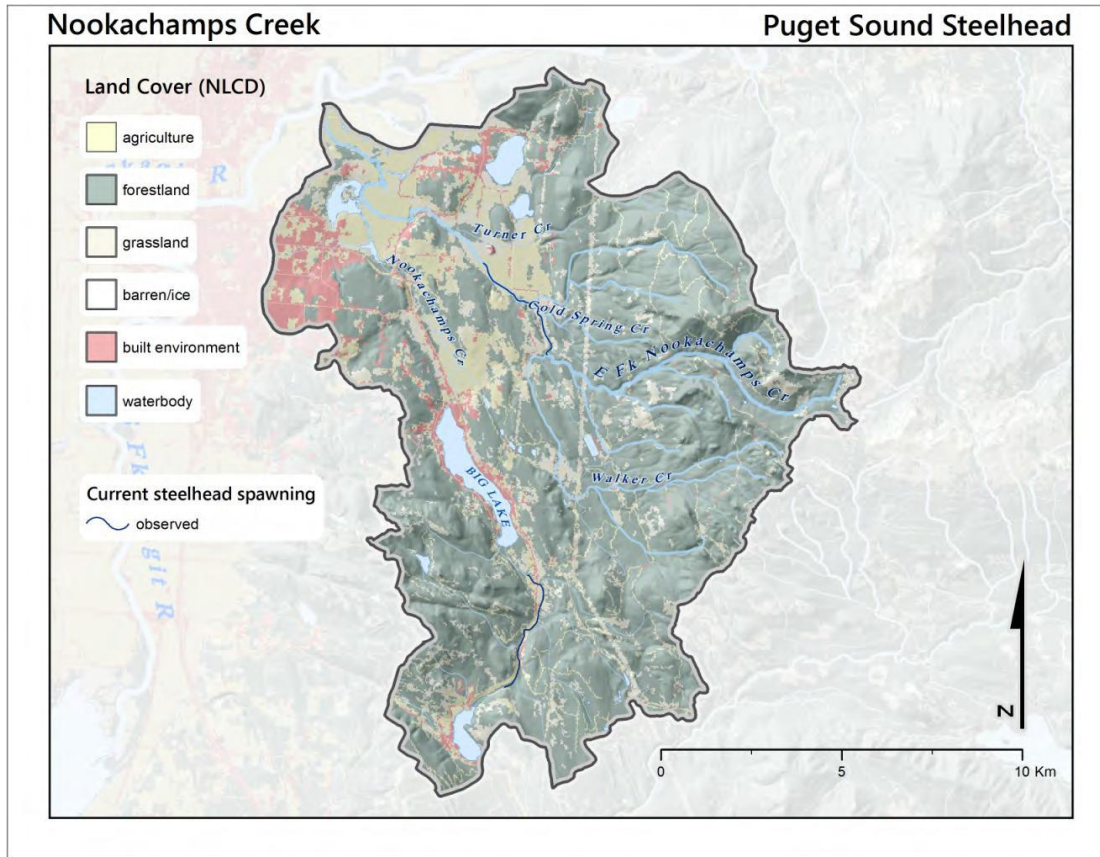 Nookachamps Creek
Puget Sound Steelhead
Land Cover (NLCD)
agriculture
forestland
grassland
barren/ice
built environment
waterbody
Current steelhead spawning
observed
R
git R
Turner Cr
Nookachamps Cr
Cold Spring Cr
E Fk Nookachamps Cr
Walker Cr
BIG LAKE
N
0 5 10 Km